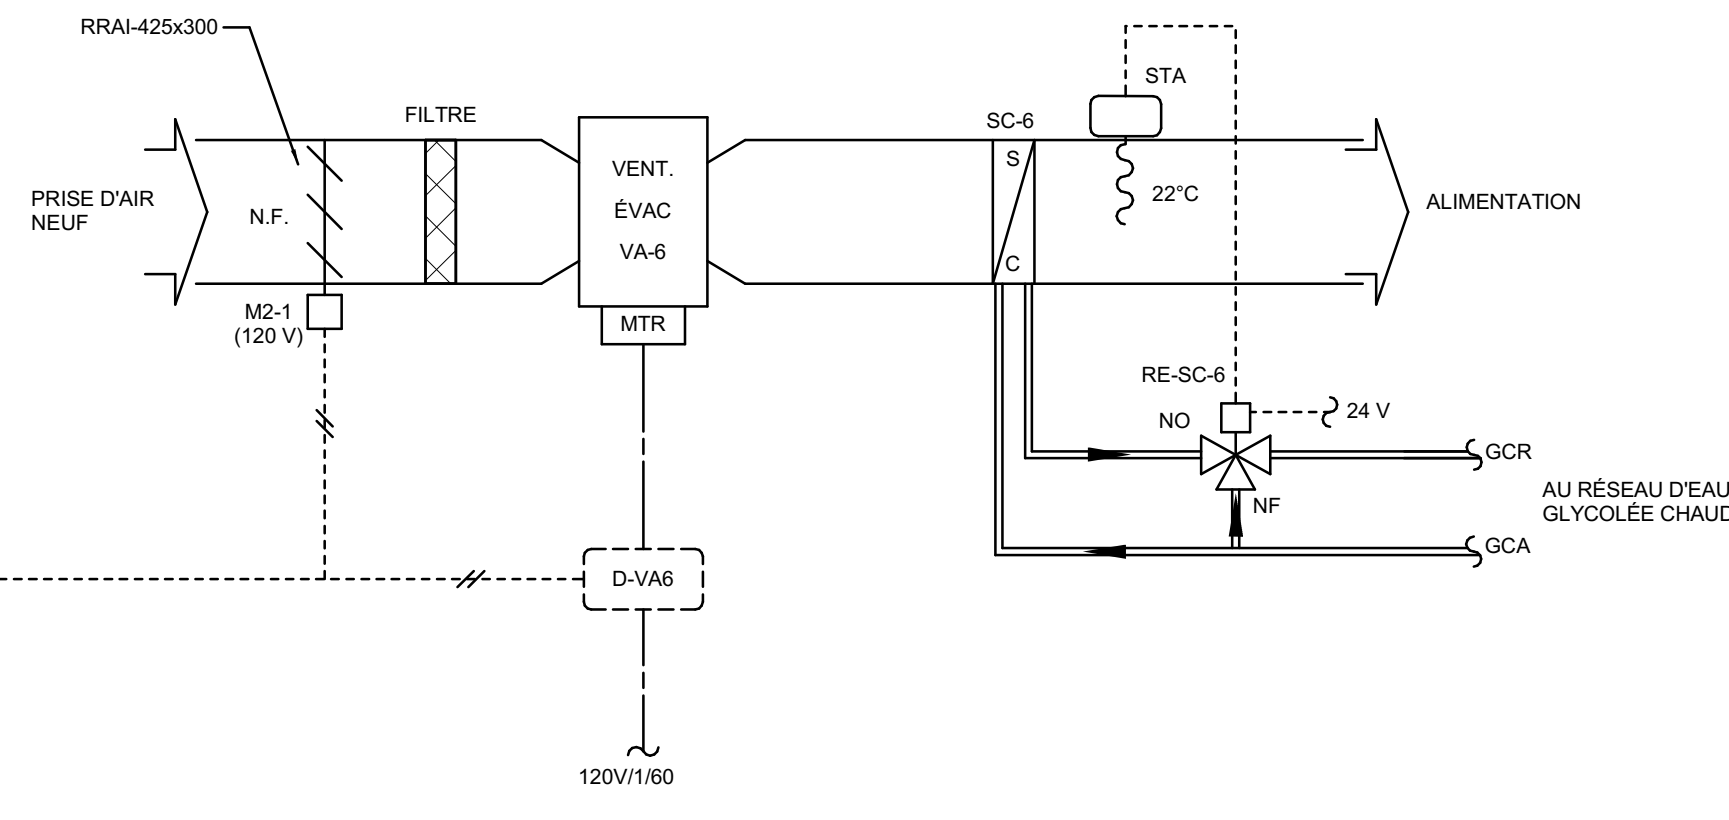 RRAI-425x300
FILTRE
PRISE D'AIR
NEUF
N.F.
M2-1
(120 V)
VENT.
ÉVAC
VA-6
MTR
SC-6
S
C
STA
22°C
ALIMENTATION
RE-SC-6
NO
24 V
NF
GCR
AU RÉSEAU D'EAU
GLYCOLÉE CHAUD
GCA
D-VA6
120V/1/60